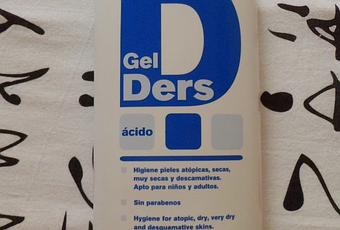 D
Gel
Ders
ácido
Higiene pieles atópicas, secas,
muy secas y descamativas.
Apto para niños y adultos.
Sin parabenos
Hygiene for atopic, dry, very dry
and desquamative skins.